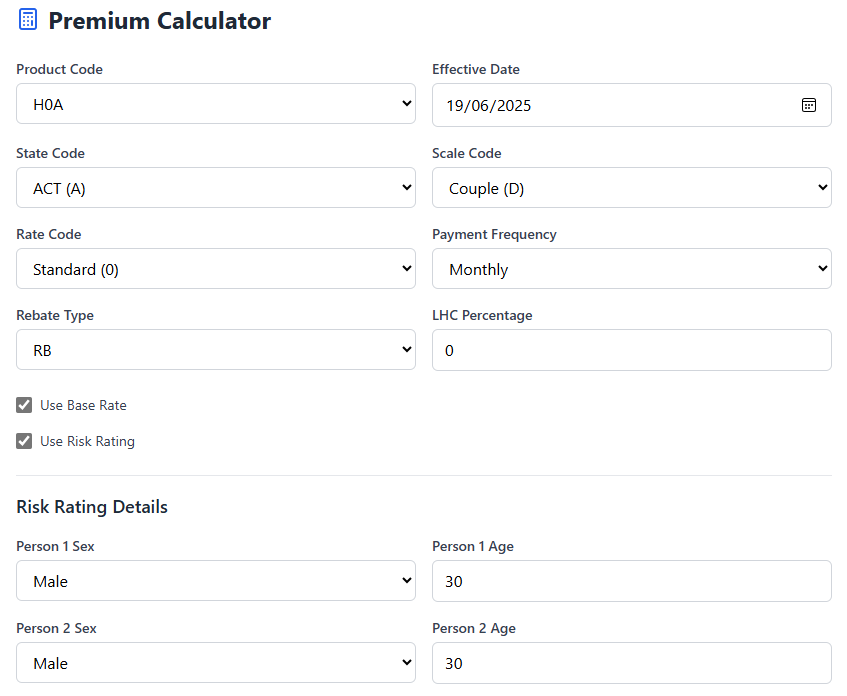 Premium Calculator
Product Code
Effective Date
H0A
19/06/2025
State Code
Scale Code
ACT (A)
Couple (D)
Rate Code
Payment Frequency
Standard (0)
Monthly
Rebate Type
LHC Percentage
RB
0
Use Base Rate
Use Risk Rating
Risk Rating Details
Person 1 Sex
Person 1 Age
Male
30
Person 2 Sex
Person 2 Age
Male
30